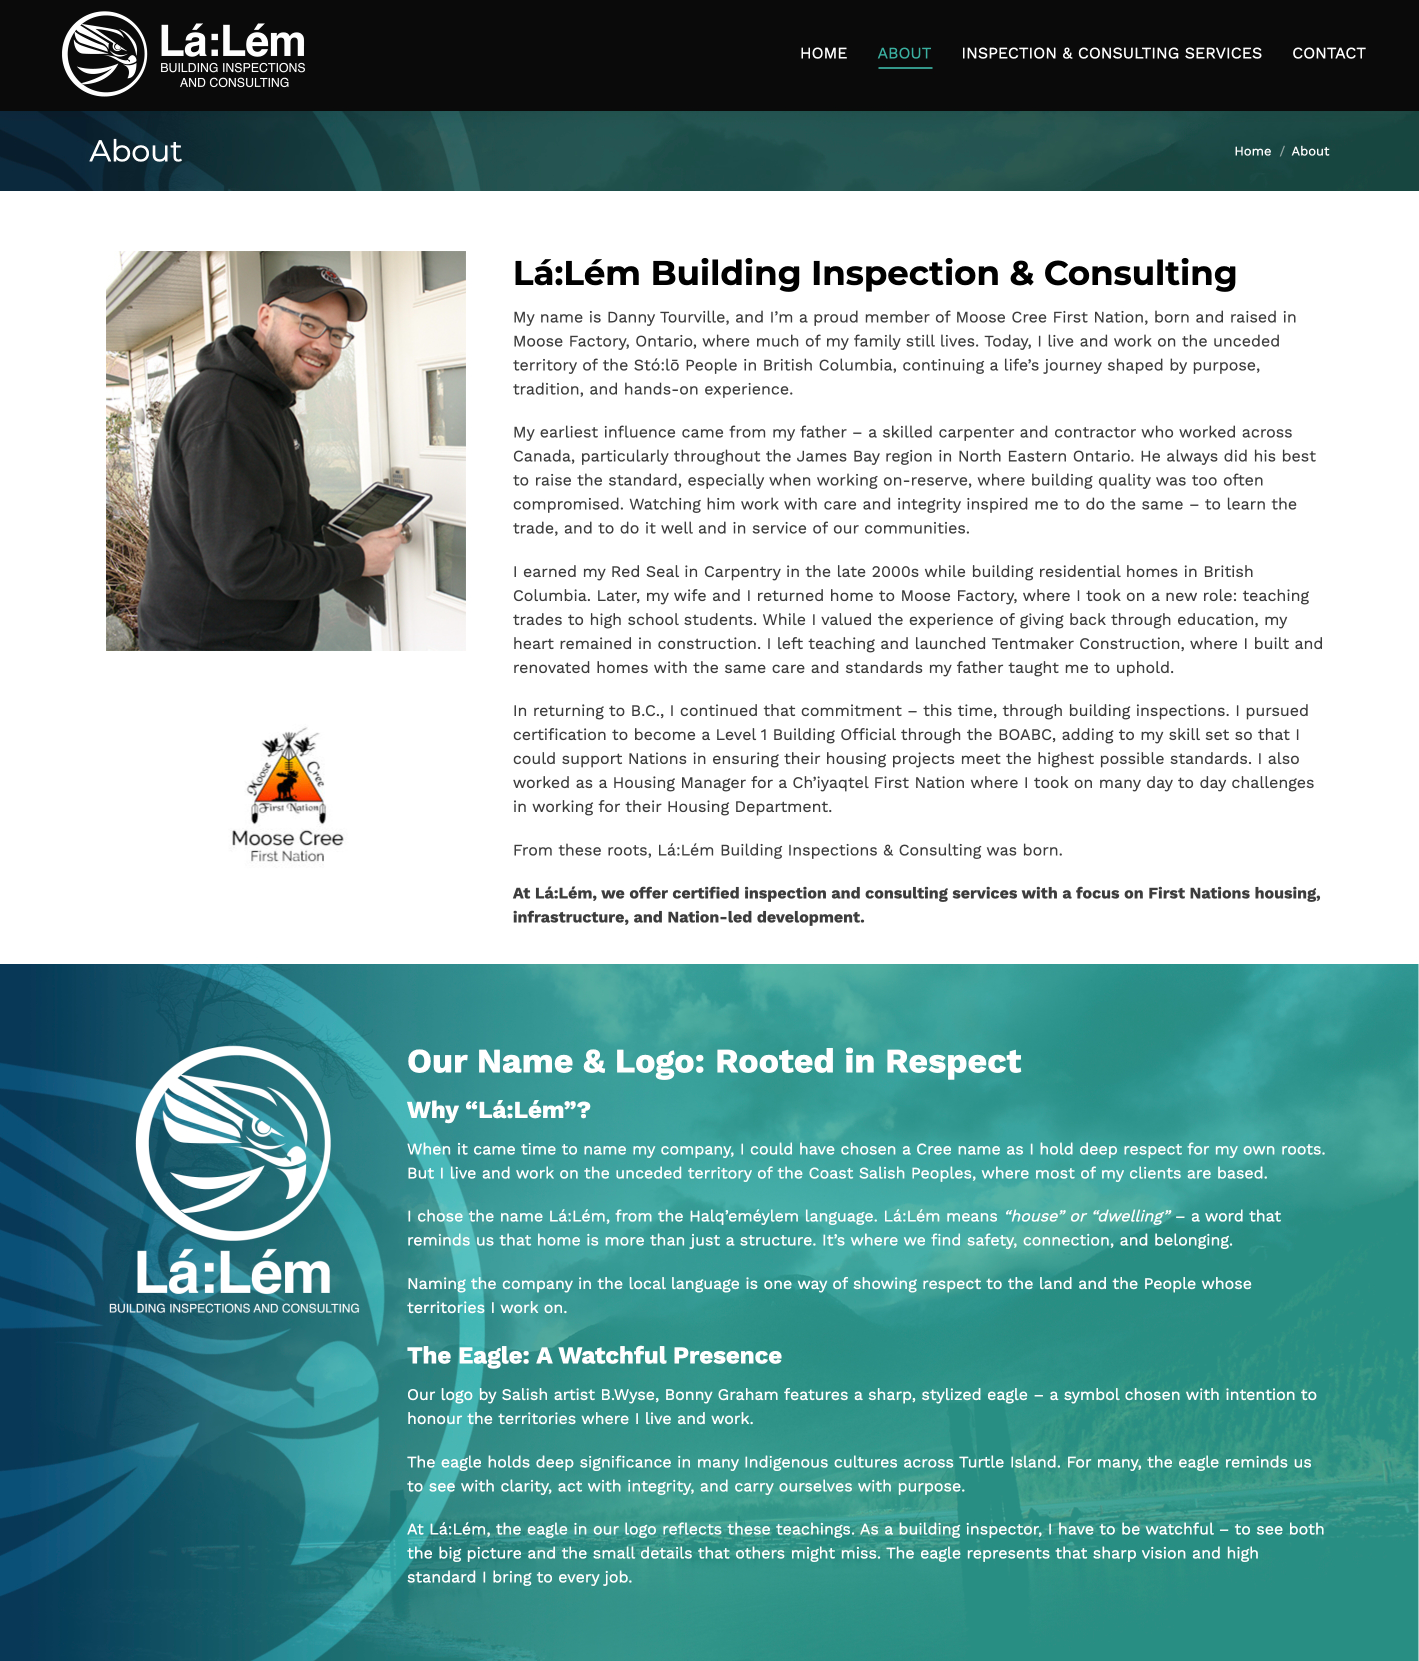 Lá:Lém
BUILDING INSPECTIONS
AND CONSULTING
HOME
ABOUT
INSPECTION & CONSULTING SERVICES
CONTACT
About
Home / About
Lá:Lém Building Inspection & Consulting
My name is Danny Tourville, and I’m a proud member of Moose Cree First Nation, born and raised in
Moose Factory, Ontario, where much of my family still lives. Today, I live and work on the unceded
territory of the Stó:lō People in British Columbia, continuing a life’s journey shaped by purpose,
tradition, and hands-on experience.
My earliest influence came from my father – a skilled carpenter and contractor who worked across
Canada, particularly throughout the James Bay region in North Eastern Ontario. He always did his best
to raise the standard, especially when working on-reserve, where building quality was too often
compromised. Watching him work with care and integrity inspired me to do the same – to learn the
trade, and to do it well and in service of our communities.
I earned my Red Seal in Carpentry in the late 2000s while building residential homes in British
Columbia. Later, my wife and I returned home to Moose Factory, where I took on a new role: teaching
trades to high school students. While I valued the experience of giving back through education, my
heart remained in construction. I left teaching and launched Tentmaker Construction, where I built and
renovated homes with the same care and standards my father taught me to uphold.
In returning to B.C., I continued that commitment – this time, through building inspections. I pursued
certification to become a Level 1 Building Official through the BOABC, adding to my skill set so that I
could support Nations in ensuring their housing projects meet the highest possible standards. I also
worked as a Housing Manager for a Ch’iyaqtel First Nation where I took on many day to day challenges
in working for their Housing Department.
From these roots, Lá:Lém Building Inspections & Consulting was born.
At Lá:Lém, we offer certified inspection and consulting services with a focus on First Nations housing,
infrastructure, and Nation-led development.
Moose Cree
First Nation
Moose Cree
First Nation
Lá:Lém
BUILDING INSPECTIONS AND CONSULTING
Our Name & Logo: Rooted in Respect
Why “Lá:Lém”?
When it came time to name my company, I could have chosen a Cree name as I hold deep respect for my own roots.
But I live and work on the unceded territory of the Coast Salish Peoples, where most of my clients are based.
I chose the name Lá:Lém, from the Halq’eméylem language. Lá:Lém means “house” or “dwelling” – a word that
reminds us that home is more than just a structure. It’s where we find safety, connection, and belonging.
Naming the company in the local language is one way of showing respect to the land and the People whose
territories I work on.
The Eagle: A Watchful Presence
Our logo by Salish artist B.Wyse, Bonny Graham features a sharp, stylized eagle – a symbol chosen with intention to
honour the territories where I live and work.
The eagle holds deep significance in many Indigenous cultures across Turtle Island. For many, the eagle reminds us
to see with clarity, act with integrity, and carry ourselves with purpose.
At Lá:Lém, the eagle in our logo reflects these teachings. As a building inspector, I have to be watchful – to see both
the big picture and the small details that others might miss. The eagle represents that sharp vision and high
standard I bring to every job.